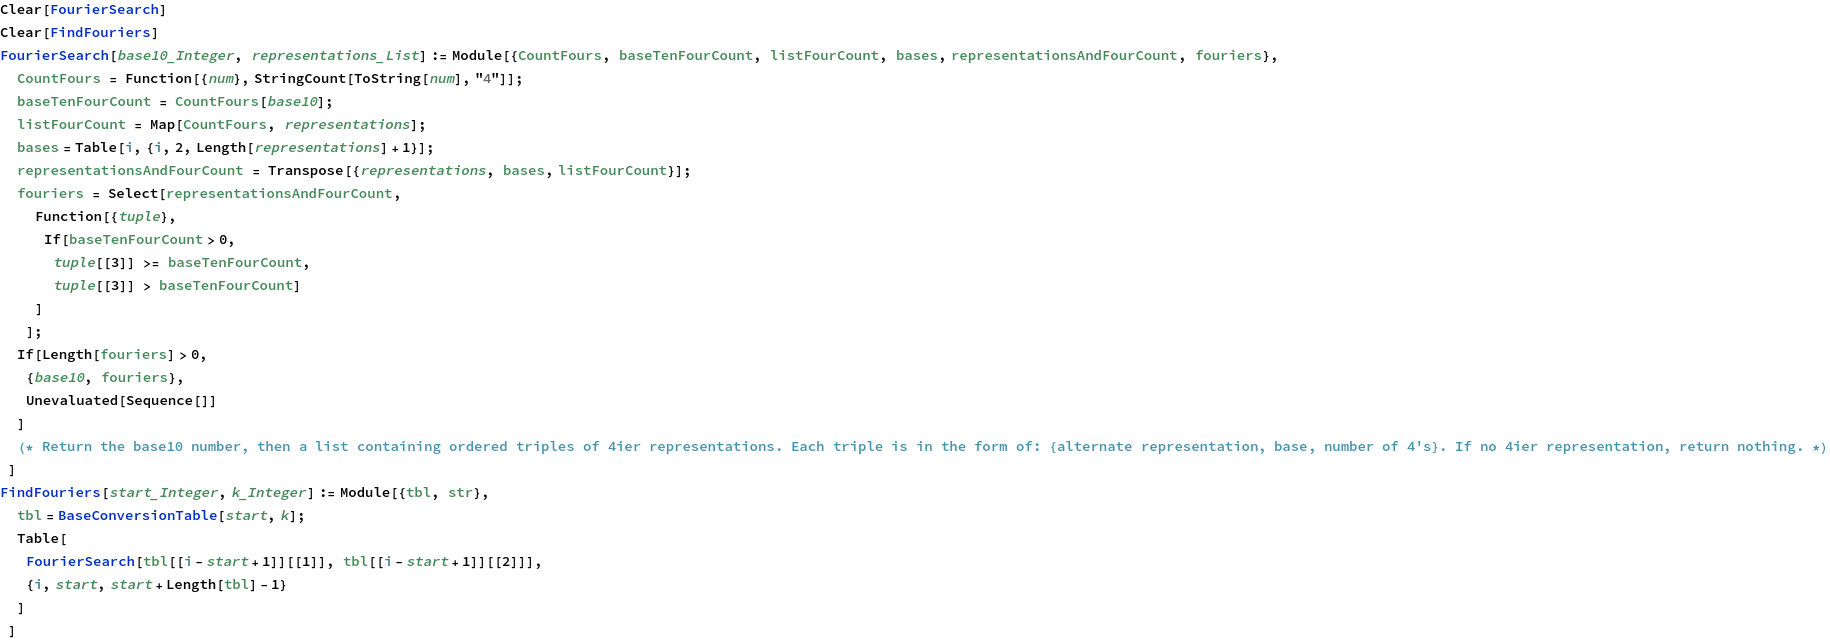 Clear[FourierSearch]
Clear[FindFouriers]
FourierSearch[base10_Integer, representations_List] := Module[{CountFours, baseTenFourCount, listFourCount, bases, representationsAndFourCount, fouriers},
CountFours = Function[{num}, StringCount[ToString[num], "4"]];
baseTenFourCount = CountFours[base10];
listFourCount = Map[CountFours, representations];
bases = Table[i, {i, 2, Length[representations] + 1}];
representationsAndFourCount = Transpose[{representations, bases, listFourCount}];
fouriers = Select[representationsAndFourCount,
Function[{tuple},
If[baseTenFourCount > 0,
tuple[[3]] >= baseTenFourCount,
tuple[[3]] > baseTenFourCount]
]
];
If[Length[fouriers] > 0,
{base10, fouriers},
Unevaluated[Sequence[]]
]
(* Return the base10 number, then a list containing ordered triples of 4ier representations. Each triple is in the form of: {alternate representation, base, number of 4's}. If no 4ier representation, return nothing. *)
]
FindFouriers[start_Integer, k_Integer] := Module[{tbl, str},
tbl = BaseConversionTable[start, k];
Table[
FourierSearch[tbl[[i - start + 1]][[1]], tbl[[i - start + 1]][[2]]],
{i, start, start + Length[tbl] - 1}
]
]